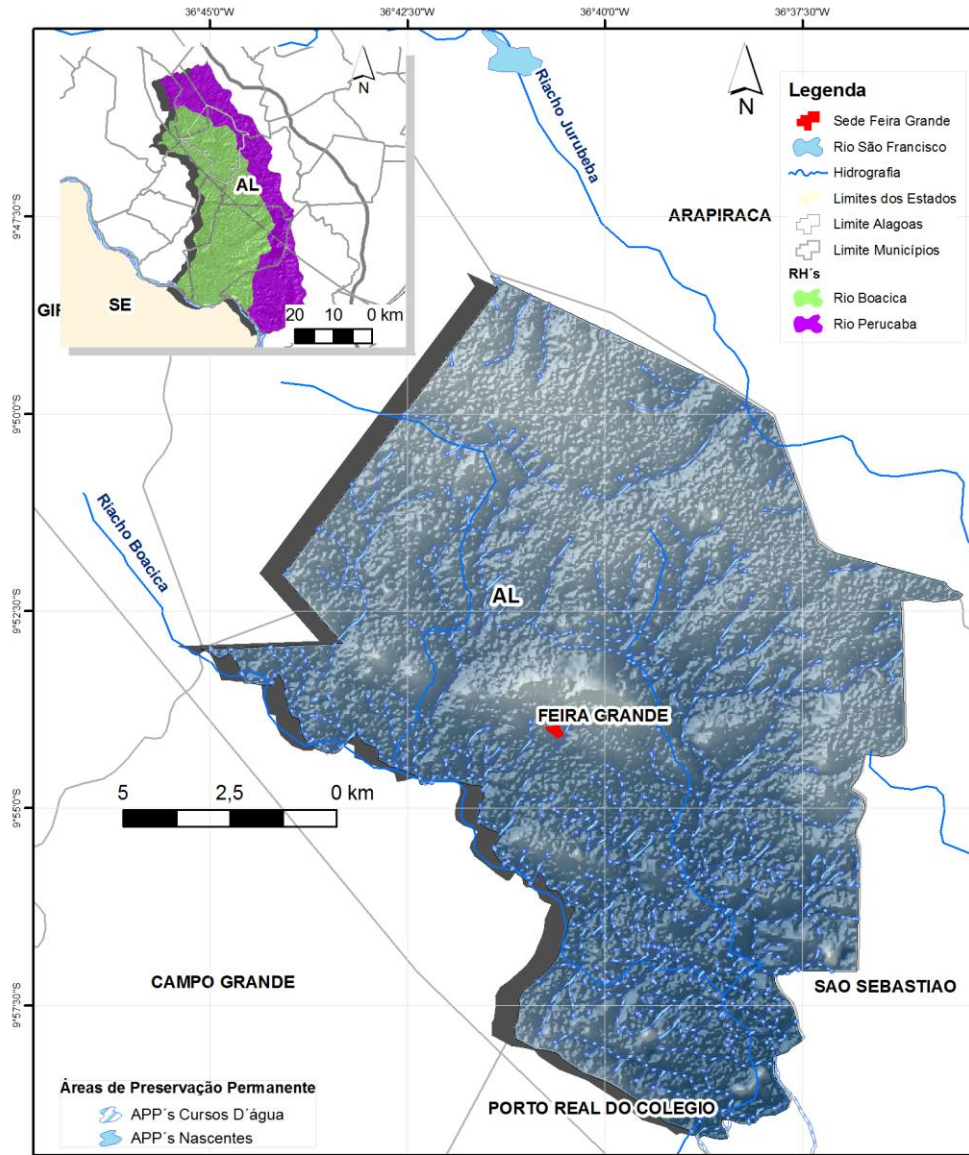 36°45'0"W
36°42'30"W
36°40'0"W
36°37'30"W
N
AL
SE
20 10 0 km
GIR
Riacho Jurubeba
N
Legenda
Sede Feira Grande
Rio São Francisco
Hidrografia
Limites dos Estados
Limite Alagoas
Limite Municípios
RH´s
Rio Boacica
Rio Perucaba
ARAPIRACA
9°47'30"S
9°50'0"S
Riacho Boacica
9°52'30"S
AL
FEIRA GRANDE
5 2,5 0 km
9°55'0"S
CAMPO GRANDE
SAO SEBASTIAO
9°57'30"S
Áreas de Preservação Permanente
APP´s Cursos D´água
APP´s Nascentes
PORTO REAL DO COLEGIO